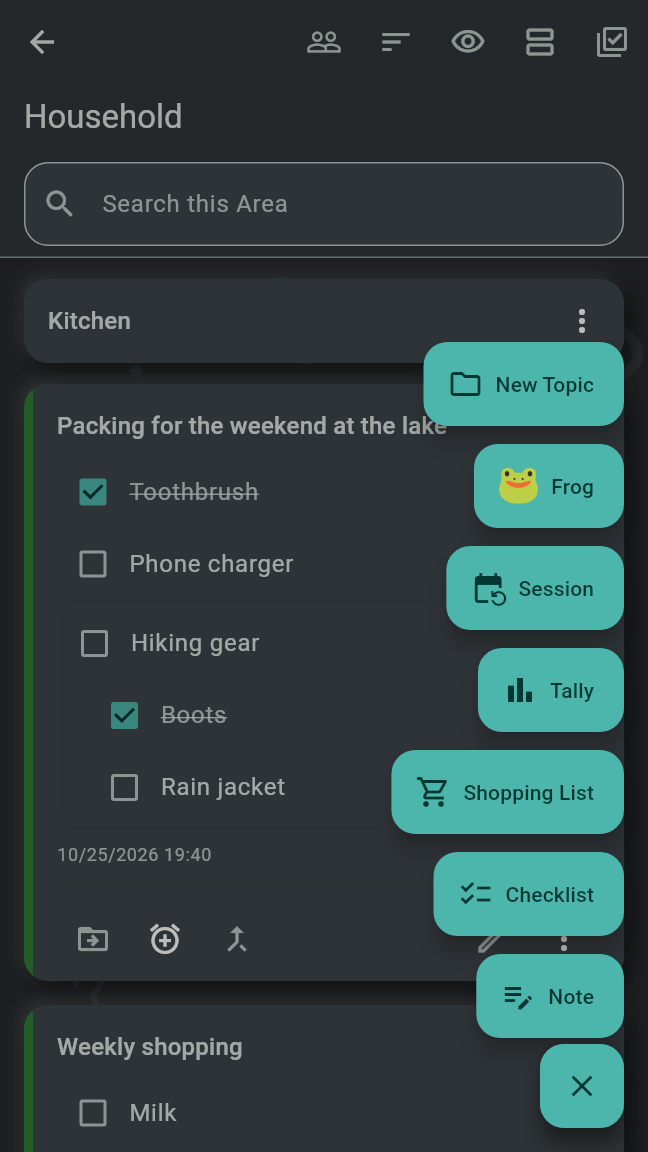 Household
Search this Area
Kitchen
New Topic
Packing for the weekend at the lake
Toothbrush
Frog
Phone charger
Session
Hiking gear
Boots
Tally
Rain jacket
Shopping List
10/25/2026 19:40
Checklist
Note
Weekly shopping
Milk